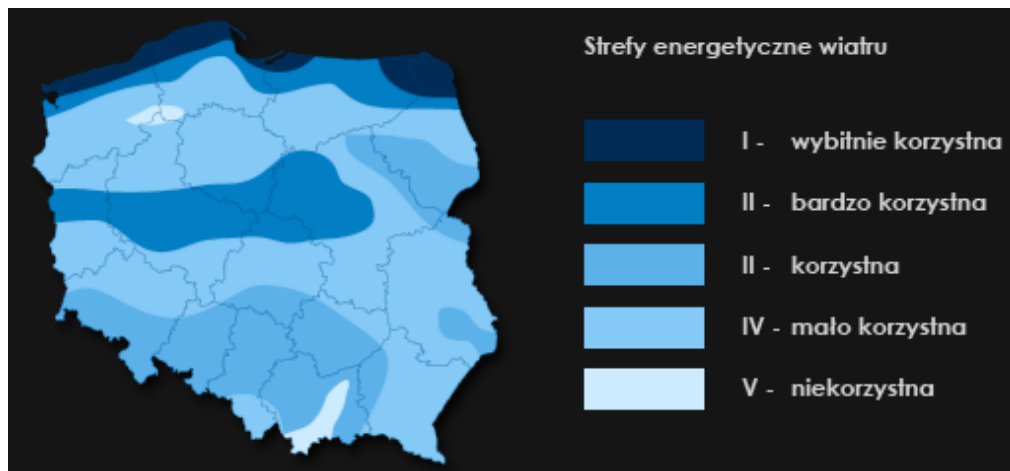 Strefy energetyczne wiatru
I - wybitnie korzystna
II - bardzo korzystna
II - korzystna
IV - mało korzystna
V - niekorzystna